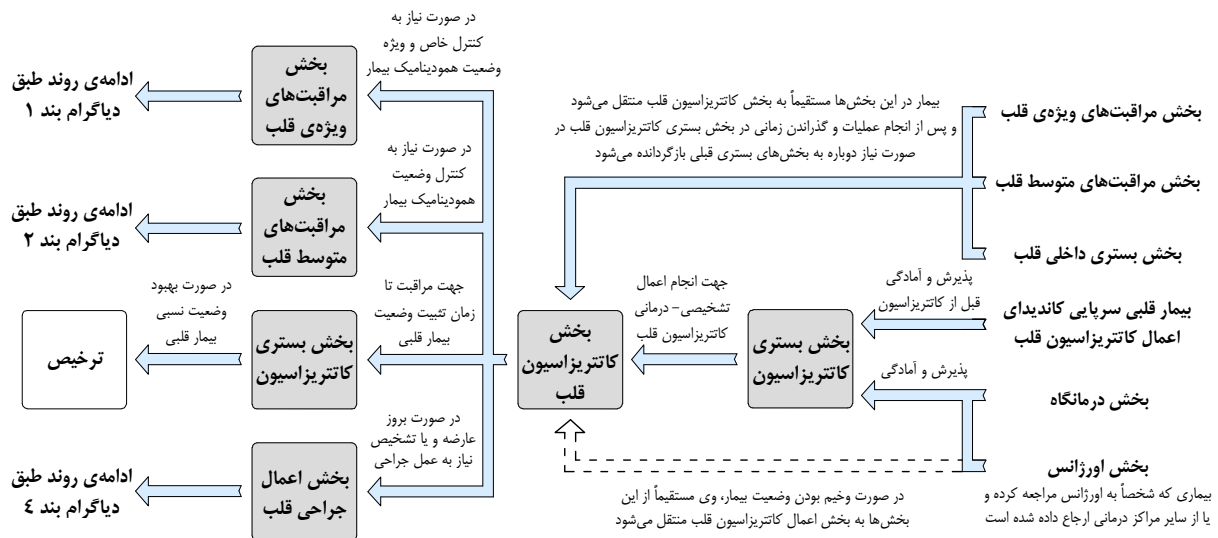 بخش مراقبت‌های ویژه‌ی قلب
بخش مراقبت‌های متوسط قلب
بخش بستری داخلی قلب
بیمار قلبی سرپایی کاندیدای
اعمال کاتتریزاسیون قلب
بخش درمانگاه
بخش اورژانس
بیماری که شخصاً به اورژانس مراجعه کرده و
یا از سایر مراکز درمانی ارجاع داده شده است
بیمار در این بخش‌ها مستقیماً به بخش کاتتریزاسیون قلب منتقل می‌شود
و پس از انجام عملیات و گذراندن زمانی در بخش بستری کاتتریزاسیون قلب در
صورت نیاز دوباره به بخش‌های بستری قبلی بازگردانده می‌شود
پذیرش و آمادگی
قبل از کاتتریزاسیون
پذیرش و آمادگی
بخش بستری
کاتتریزاسیون
جهت انجام اعمال
تشخیصی- درمانی
کاتتریزاسیون قلب
در صورت وخیم بودن وضعیت بیمار، وی مستقیماً از این
بخش‌ها به بخش اعمال کاتتریزاسیون قلب منتقل می‌شود
بخش
کاتتریزاسیون
قلب
در صورت نیاز به
کنترل خاص و ویژه
وضعیت همودینامیک بیمار
بخش
مراقبت‌های
ویژه‌ی قلب
ادامه‌ی روند طبق
دیاگرام بند ۱
در صورت نیاز به
کنترل وضعیت
همودینامیک بیمار
بخش
مراقبت‌های
متوسط قلب
ادامه‌ی روند طبق
دیاگرام بند ۲
جهت مراقبت تا
زمان تثبیت وضعیت
بیمار قلبی
بخش بستری
کاتتریزاسیون
در صورت بهبود
وضعیت نسبی
بیمار قلبی
ترخیص
در صورت بروز
عارضه و یا تشخیص
نیاز به عمل جراحی
بخش اعمال
جراحی قلب
ادامه‌ی روند طبق
دیاگرام بند ٤